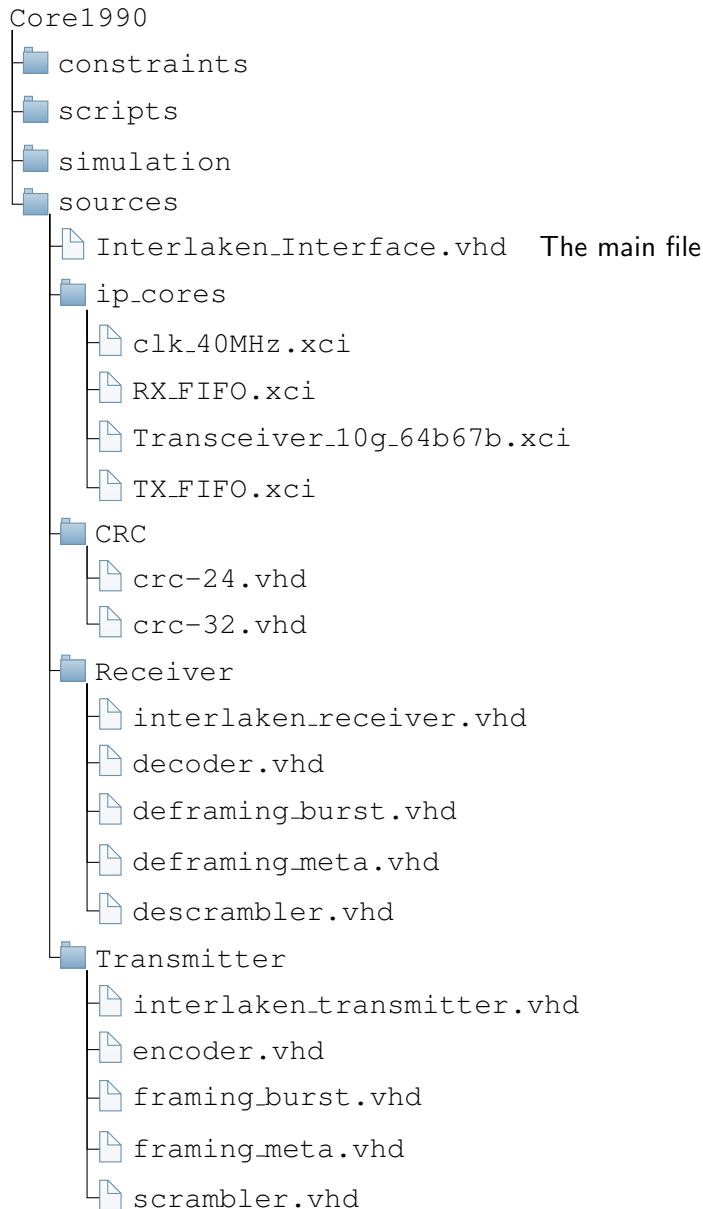 Core1990
constraints
scripts
simulation
sources
Interlaken_Interface.vhd The main file
ip_cores
clk_40MHz.xci
RX_FIFO.xci
Transceiver_10g_64b67b.xci
TX_FIFO.xci
CRC
crc-24.vhd
crc-32.vhd
Receiver
interlaken_receiver.vhd
decoder.vhd
deframing_burst.vhd
deframing_meta.vhd
descrambler.vhd
Transmitter
interlaken_transmitter.vhd
encoder.vhd
framing_burst.vhd
framing_meta.vhd
scrambler.vhd